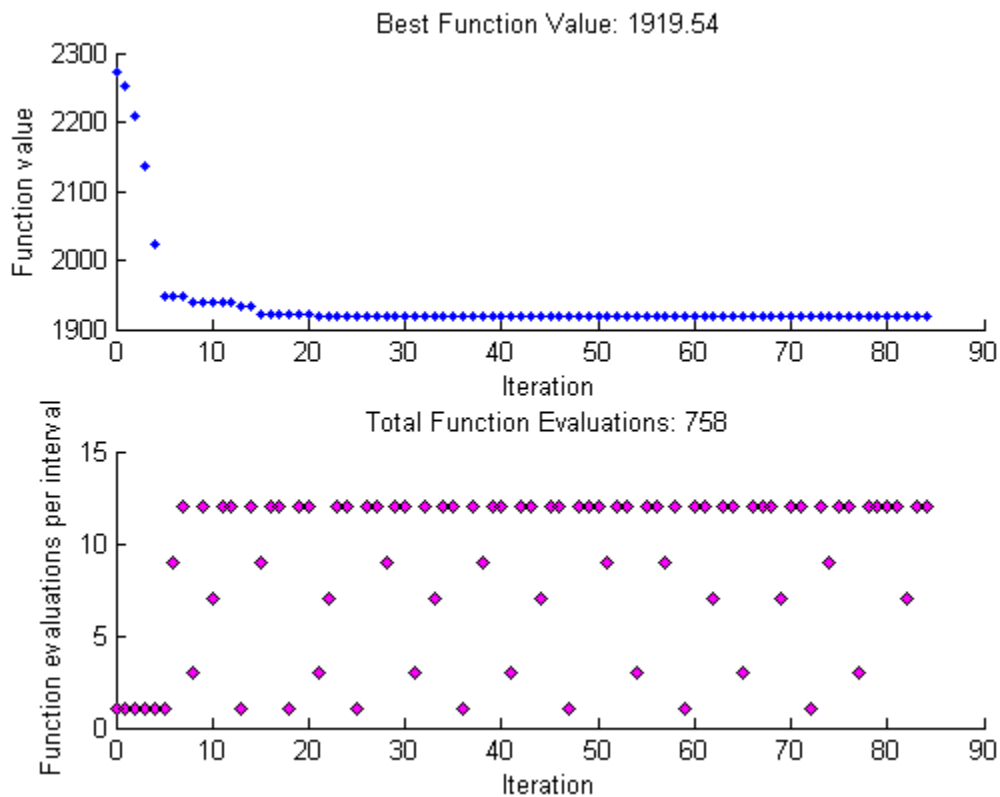 Best Function Value: 1919.54
2300
2200
2100
2000
1900
Function value
0 10 20 30 40 50 60 70 80 90
Iteration
Total Function Evaluations: 758
15
10
5
0
Function evaluations per interval
0 10 20 30 40 50 60 70 80 90
Iteration